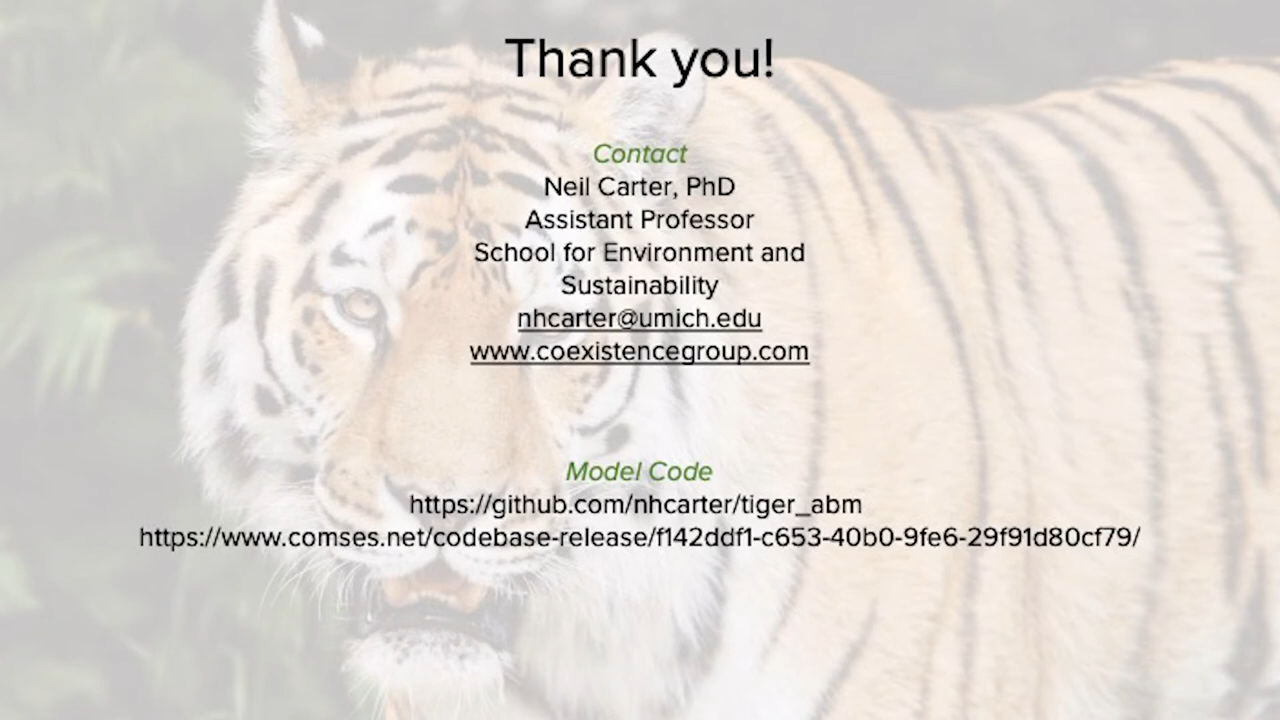 Thank you!
Contact
Neil Carter, PhD
Assistant Professor
School for Environment and
Sustainability
nhcarter@umich.edu
www.coexistencegroup.com
Model Code
https://github.com/nhcarter/tiger_abm
https://www.comses.net/codebase-release/f142ddf1-c653-40b0-9fe6-29f91d80cf79/